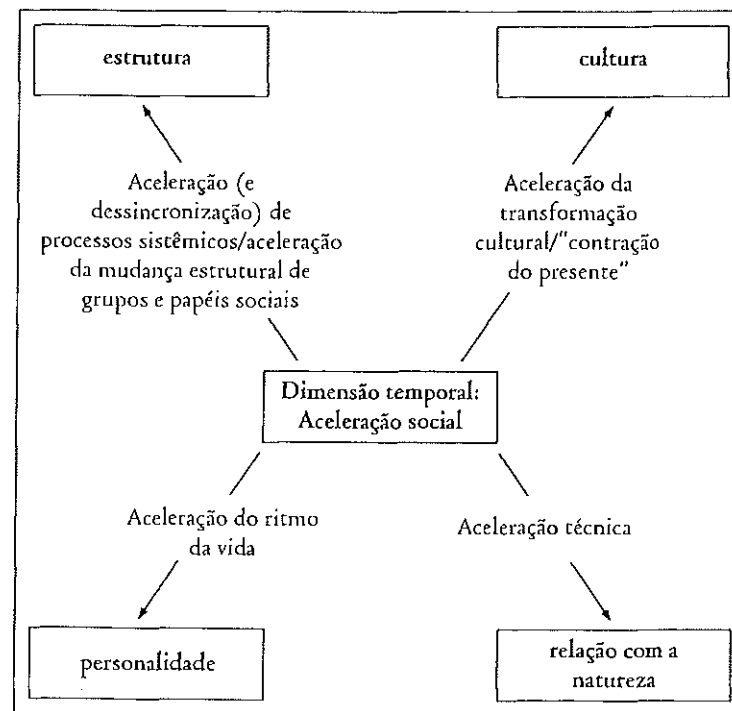 estrutura
cultura
Aceleração (e
dessincronização) de
processos sistêmicos/aceleração
da mudança estrutural de
grupos e papéis sociais
Aceleração da
transformação
cultural/"contração
do presente"
Dimensão temporal:
Aceleração social
Aceleração do ritmo
da vida
Aceleração técnica
personalidade
relação com a
natureza